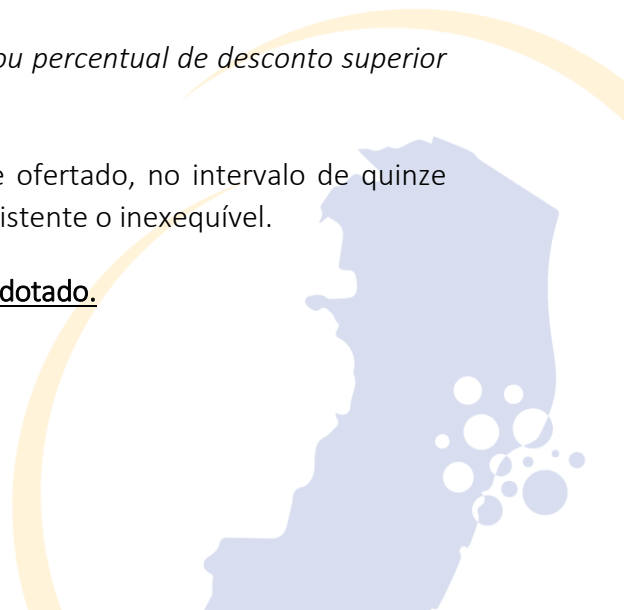 ou percentual de desconto superior
ofertado, no intervalo de quinze
istente o inexequível.
dotado.